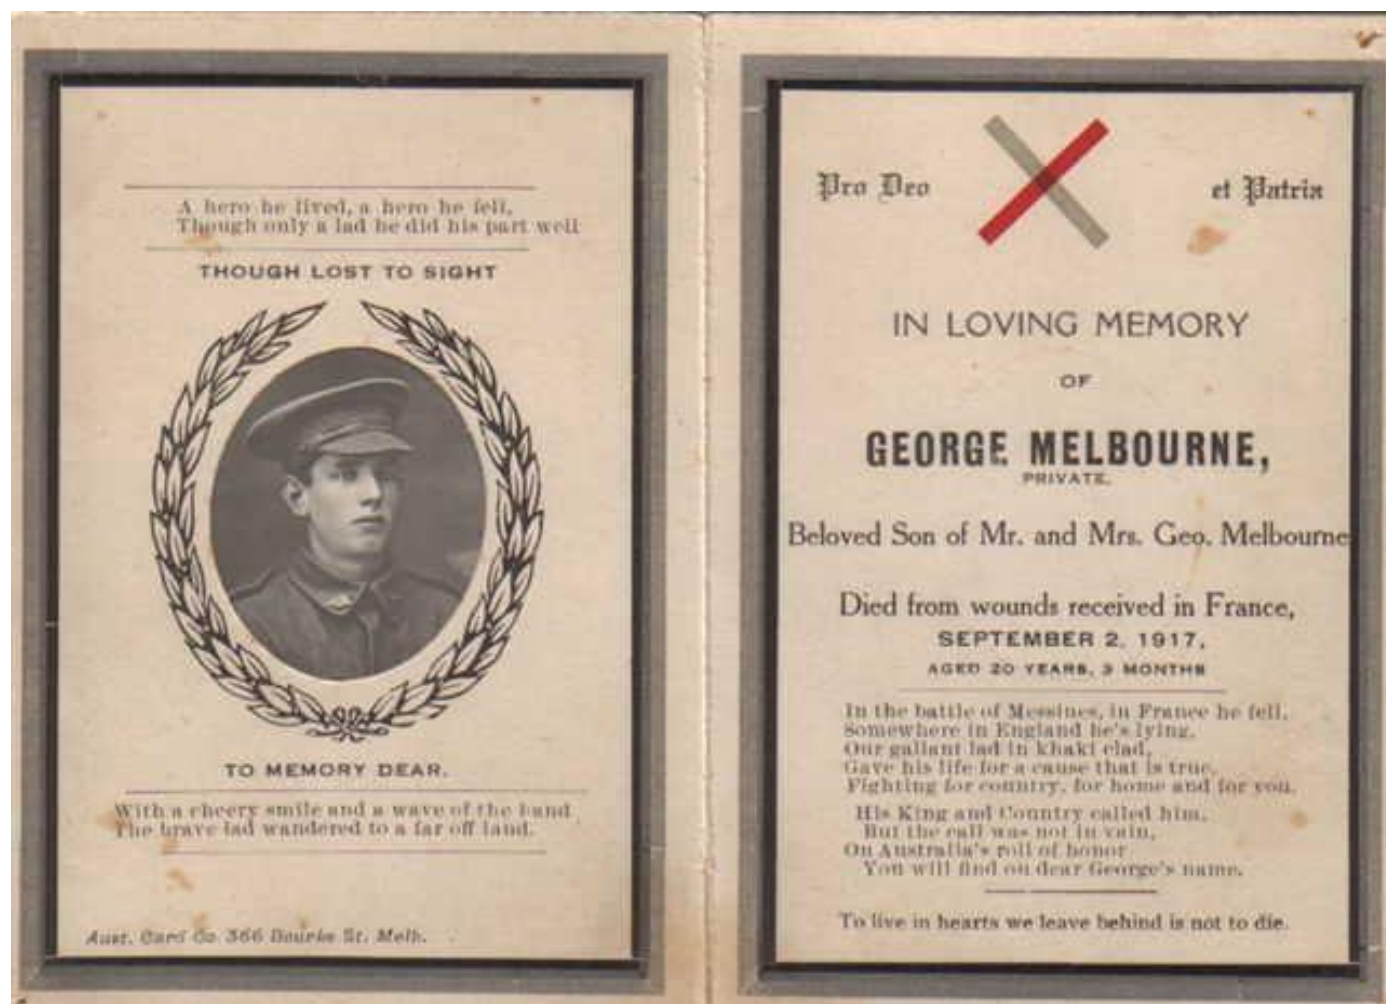 A hero he lived, a hero he fell,
Though only a lad he did his part well
THOUGH LOST TO SIGHT
TO MEMORY DEAR.
With a cheery smile and a wave of the hand
The brave lad wandered to a far off land.
Aust. Card Co 366 Bourke St. Melb.
Pro Deo et Patria
IN LOVING MEMORY
OF
GEORGE MELBOURNE,
PRIVATE.
Beloved Son of Mr. and Mrs. Geo. Melbourne
Died from wounds received in France,
SEPTEMBER 2, 1917,
AGED 20 YEARS, 3 MONTHS
In the battle of Messines, in France he fell,
Somewhere in England he's lying,
Our gallant lad in khaki clad,
Gave his life for a cause that is true,
Fighting for country, for home and for you.
His King and Country called him,
But the call was not in vain,
On Australia's roll of honor
You will find on dear George's name.
To live in hearts we leave behind is not to die.